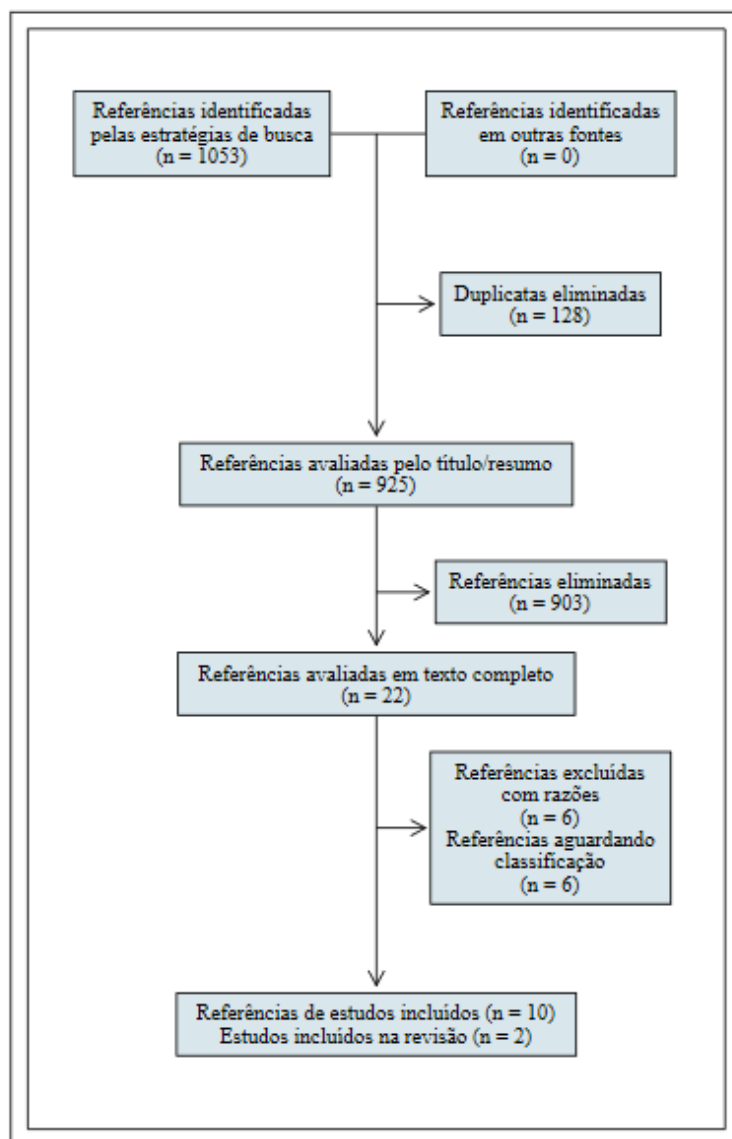 Referências identificadas
pelas estratégias de busca
(n = 1053)
Referências identificadas
em outras fontes
(n = 0)
Duplicatas eliminadas
(n = 128)
Referências avaliadas pelo título/resumo
(n = 925)
Referências eliminadas
(n = 903)
Referências avaliadas em texto completo
(n = 22)
Referências excluídas
com razões
(n = 6)
Referências aguardando
classificação
(n = 6)
Referências de estudos incluídos (n = 10)
Estudos incluídos na revisão (n = 2)